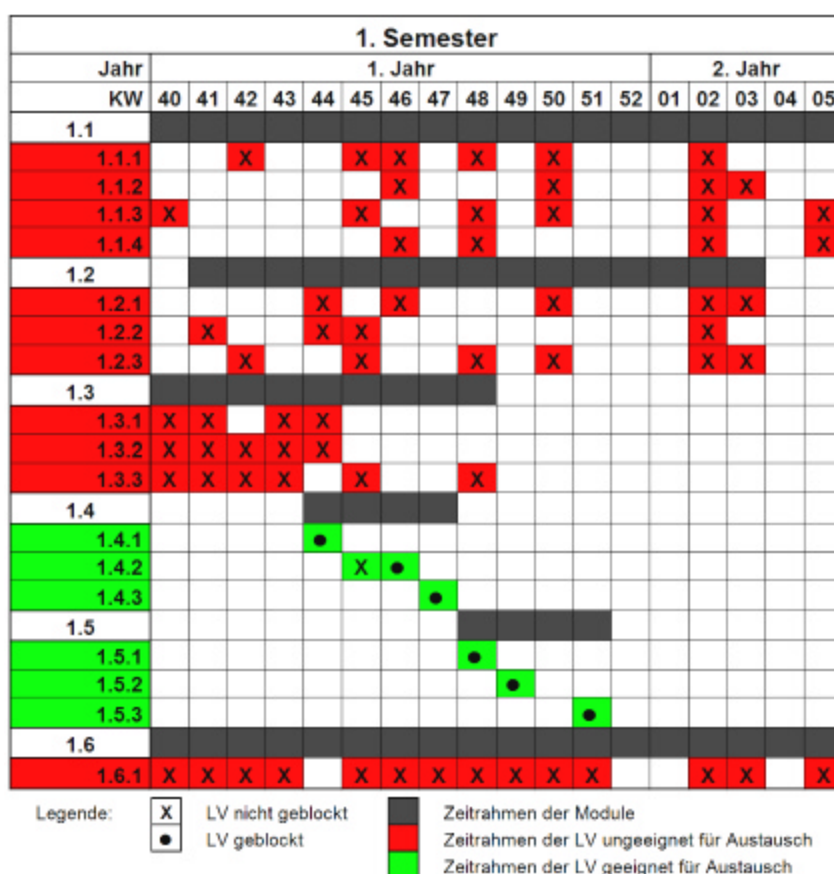 1. Semester
Jahr 1. Jahr 2. Jahr
KW 40 41 42 43 44 45 46 47 48 49 50 51 52 01 02 03 04 05
1.1
1.1.1 X X X X X X
1.1.2 X X X X
1.1.3 X X X X X X
1.1.4 X X X X
1.2
1.2.1 X X X X X
1.2.2 X X X X
1.2.3 X X X X X X
1.3
1.3.1 X X X X
1.3.2 X X X X X
1.3.3 X X X X X X
1.4
1.4.1 ●
1.4.2 X ●
1.4.3 ●
1.5
1.5.1 ●
1.5.2 ●
1.5.3 ●
1.6
1.6.1 X X X X X X X X X X X X X X
Legende: X LV nicht geblockt Zeitrahmen der Module
● LV geblockt Zeitrahmen der LV ungeeignet für Austausch
Zeitrahmen der LV geeignet für Austausch